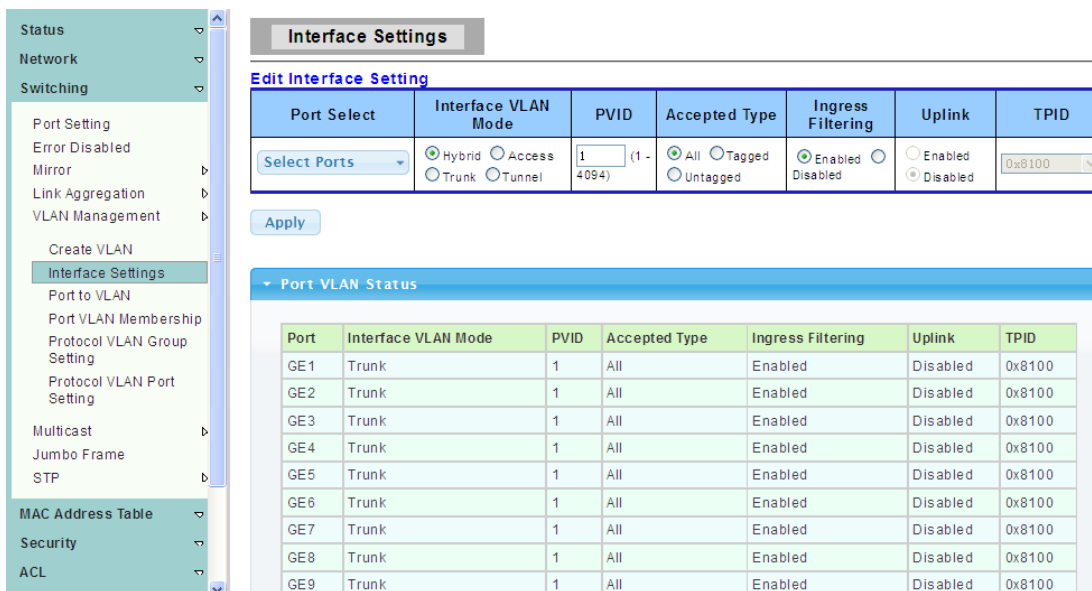 Status
Network
Switching
Port Setting
Error Disabled
Mirror
Link Aggregation
VLAN Management
Create VLAN
Interface Settings
Port to VLAN
Port VLAN Membership
Protocol VLAN Group
Setting
Protocol VLAN Port
Setting
Multicast
Jumbo Frame
STP
MAC Address Table
Security
ACL
Interface Settings
Edit Interface Setting
Port Select Interface VLAN Mode PVID Accepted Type Ingress Filtering Uplink TPID
Select Ports Hybrid Access Trunk Tunnel 1 (1 - 4094) All Tagged Untagged Enabled Disabled Enabled Disabled 0x8100
Apply
Port VLAN Status
Port Interface VLAN Mode PVID Accepted Type Ingress Filtering Uplink TPID
GE1 Trunk 1 All Enabled Disabled 0x8100
GE2 Trunk 1 All Enabled Disabled 0x8100
GE3 Trunk 1 All Enabled Disabled 0x8100
GE4 Trunk 1 All Enabled Disabled 0x8100
GE5 Trunk 1 All Enabled Disabled 0x8100
GE6 Trunk 1 All Enabled Disabled 0x8100
GE7 Trunk 1 All Enabled Disabled 0x8100
GE8 Trunk 1 All Enabled Disabled 0x8100
GE9 Trunk 1 All Enabled Disabled 0x8100